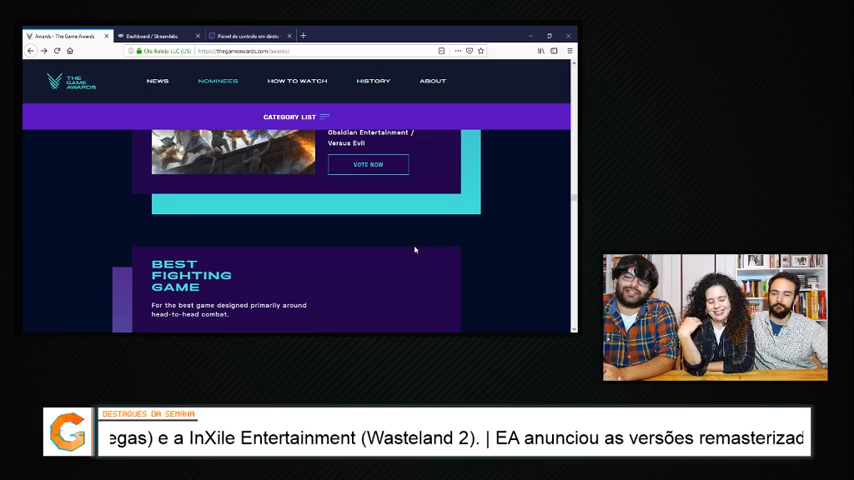 Awards - The Game Awards
Dashboard / Streamlabs
Painel de controlo em direto -
Ola Balola LLC (US)
https://thegameawards.com/awards/
THE
GAME
AWARDS
NEWS
NOMINEES
HOW TO WATCH
HISTORY
ABOUT
CATEGORY LIST
Obsidian Entertainment /
Versus Evil
VOTE NOW
BEST
FIGHTING
GAME
For the best game designed primarily around
head-to-head combat.
DESTAQUES DA SEMANA
egas) e a InXile Entertainment (Wasteland 2). | EA anunciou as versões remasterizad